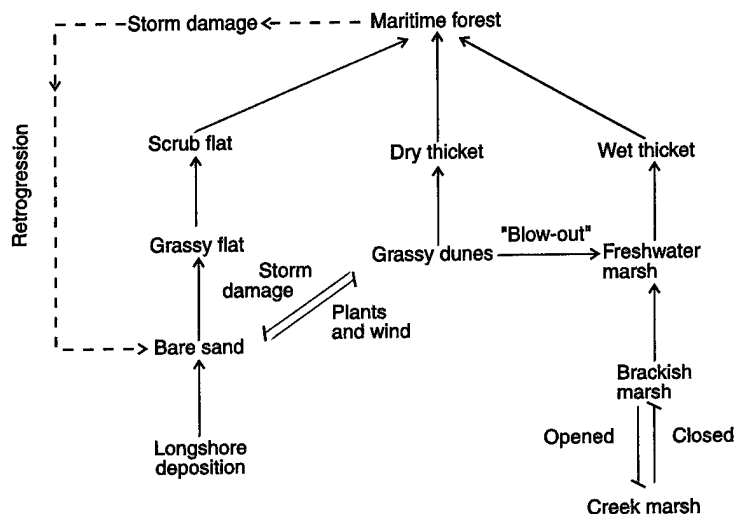 Storm damage
Maritime forest
Retrogression
Scrub flat
Dry thicket
Wet thicket
Grassy flat
Storm
damage
Grassy dunes
"Blow-out"
Freshwater
marsh
Plants
and wind
Bare sand
Brackish
marsh
Longshore
deposition
Opened
Closed
Creek marsh